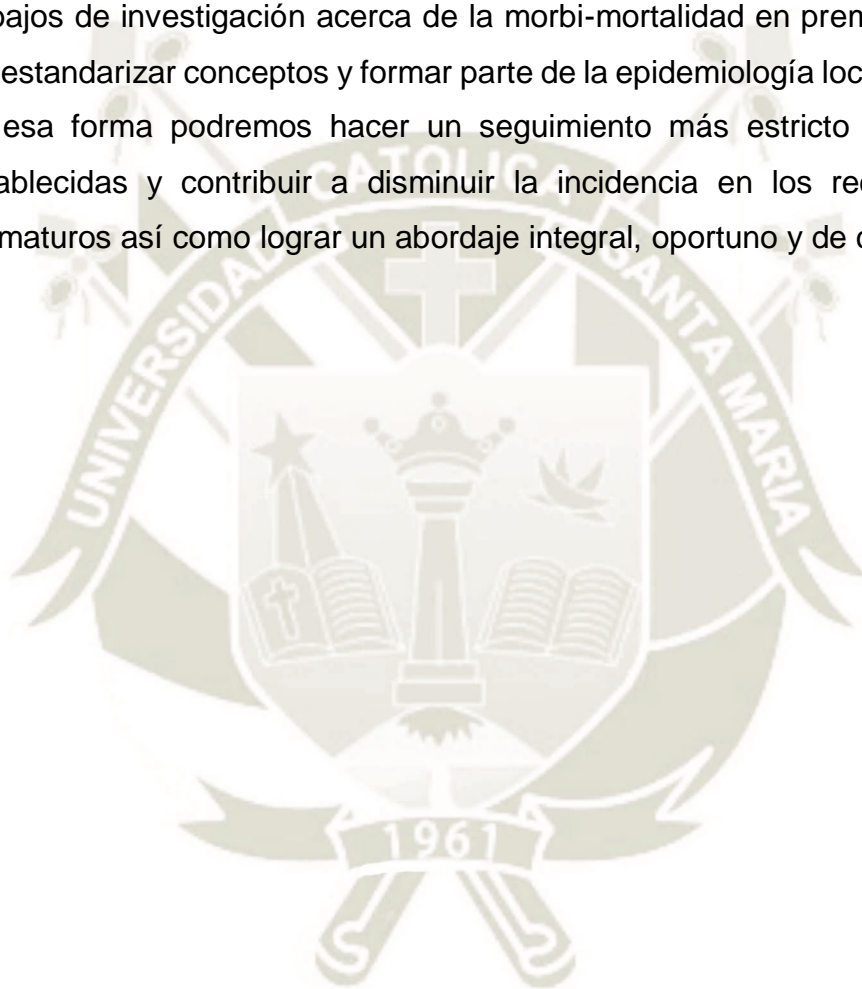 bajos de investigación acerca de la morbi-mortalidad en prem
estandarizar conceptos y formar parte de la epidemiología loc
esa forma podremos hacer un seguimiento más estricto
ablecidas y contribuir a disminuir la incidencia en los rec
maturos así como lograr un abordaje integral, oportuno y de c
UNIVERSIDAD CATOLICA SANTA MARIA
1961